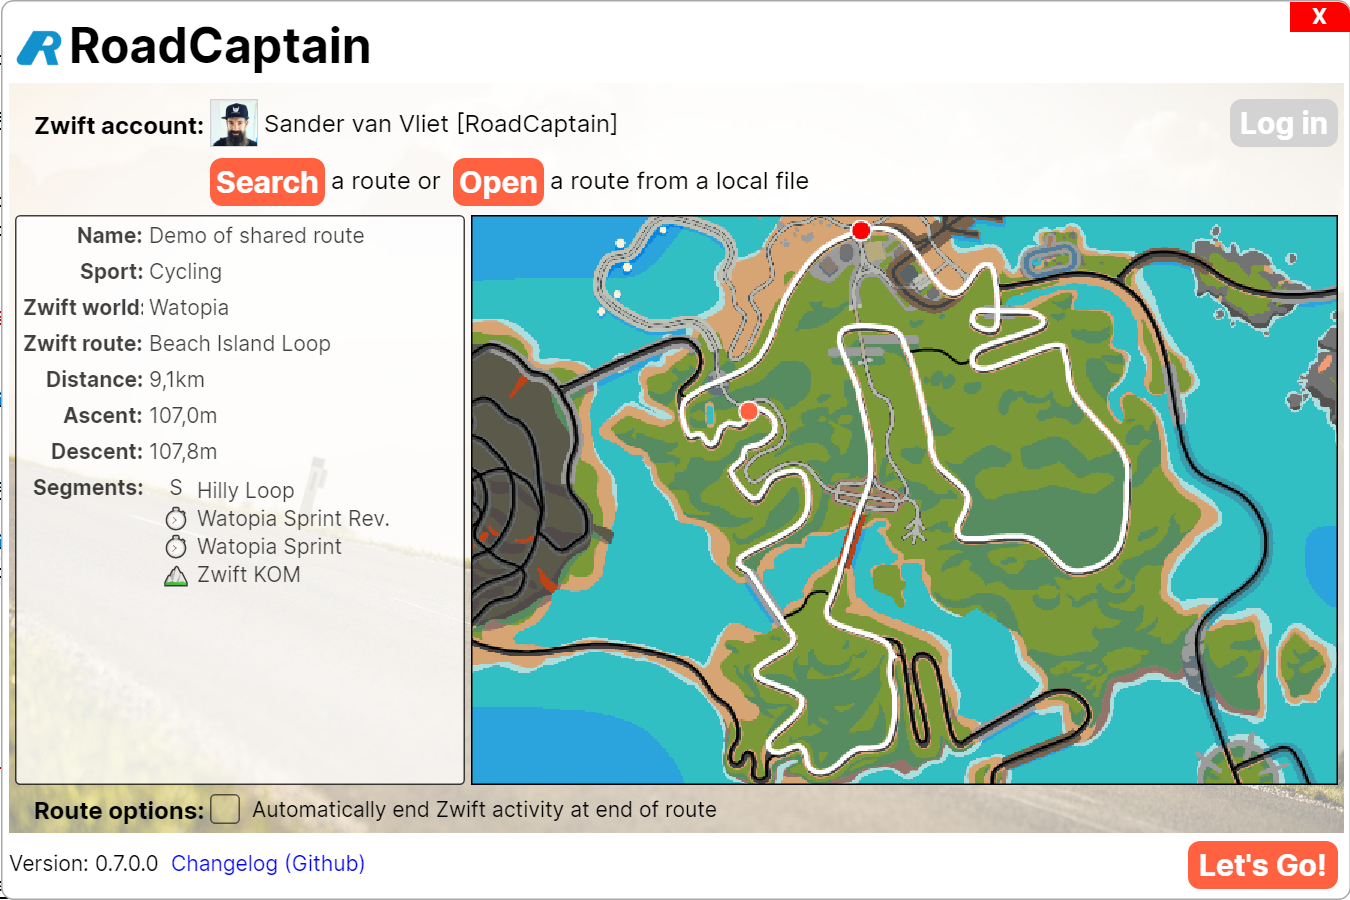 X
RoadCaptain
Zwift account: Sander van Vliet [RoadCaptain]
Log in
Search a route or Open a route from a local file
Name: Demo of shared route
Sport: Cycling
Zwift world: Watopia
Zwift route: Beach Island Loop
Distance: 9,1km
Ascent: 107,0m
Descent: 107,8m
Segments: S Hilly Loop
Watopia Sprint Rev.
Watopia Sprint
Zwift KOM
Route options: Automatically end Zwift activity at end of route
Version: 0.7.0.0 Changelog (Github)
Let's Go!